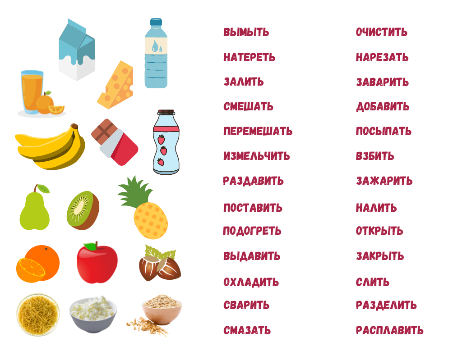 ВЫМЫТЬ ОЧИСТИТЬ
НАТЕРЕТЬ НАРЕЗАТЬ
ЗАЛИТЬ ЗАВАРИТЬ
СМЕШАТЬ ДОБАВИТЬ
ПЕРЕМЕШАТЬ ПОСЫПАТЬ
ИЗМЕЛЬЧИТЬ ВЗБИТЬ
РАЗДАВИТЬ ЗАЖАРИТЬ
ПОСТАВИТЬ НАЛИТЬ
ПОДОГРЕТЬ ОТКРЫТЬ
ВЫДАВИТЬ ЗАКРЫТЬ
ОХЛАДИТЬ СЛИТЬ
СВАРИТЬ РАЗДЕЛИТЬ
СМАЗАТЬ РАСПЛАВИТЬ